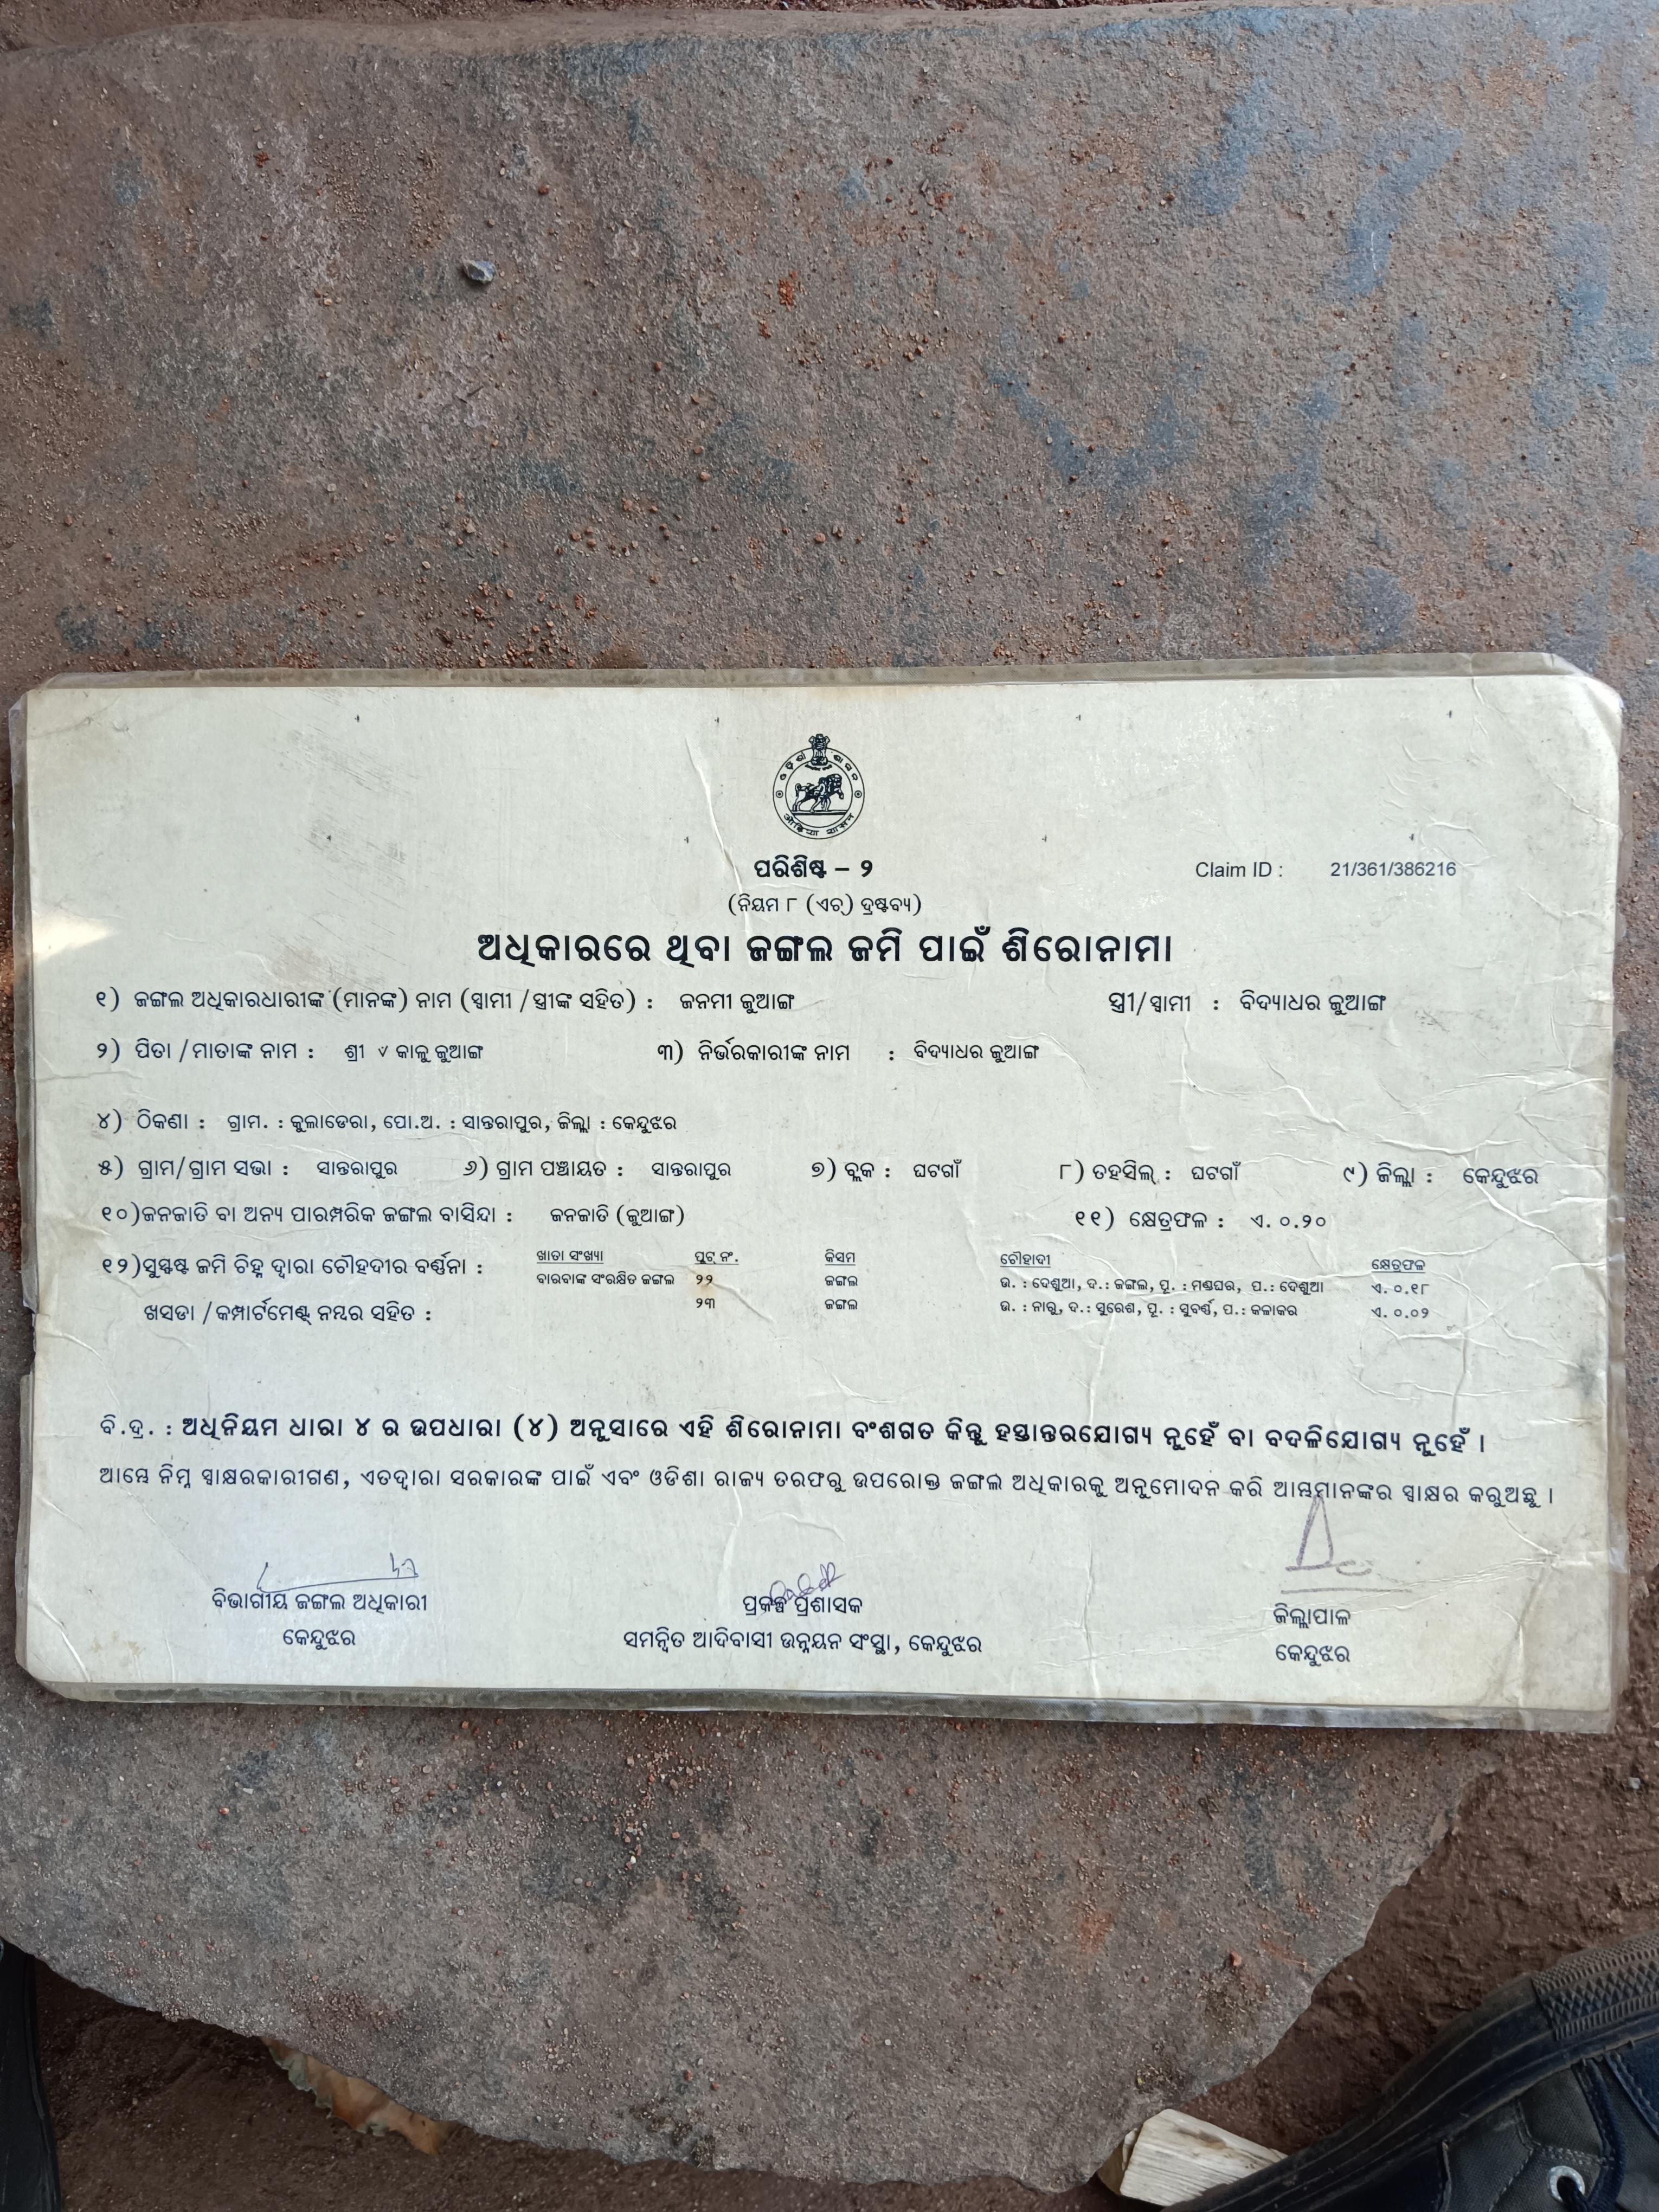 ଓଡ଼ିଶା ଶାସନ
ओड़िशा शासन
ପରିଶିଷ୍ଟ – ୨
Claim ID : 21/361/386216
(ନିୟମ ୮ (ଏଚ୍) ଦ୍ରଷ୍ଟବ୍ୟ)
ଅଧିକାରରେ ଥିବା ଜଙ୍ଗଲ ଜମି ପାଇଁ ଶିରୋନାମା
୧) ଜଙ୍ଗଲ ଅଧିକାରଧାରୀଙ୍କ (ମାନଙ୍କ) ନାମ (ସ୍ୱାମୀ /ସ୍ତ୍ରୀଙ୍କ ସହିତ) : ଜନମୀ ଜୁଆଙ୍ଗ ସ୍ତ୍ରୀ/ସ୍ୱାମୀ : ବିଦ୍ୟାଧର ଜୁଆଙ୍ଗ
୨) ପିତା /ମାତାଙ୍କ ନାମ : ଶ୍ରୀ ୰ କାଳୁ ଜୁଆଙ୍ଗ ୩) ନିର୍ଭରକାରୀଙ୍କ ନାମ : ବିଦ୍ୟାଧର ଜୁଆଙ୍ଗ
୪) ଠିକଣା : ଗ୍ରାମ. : କୁଲାଡେରା, ପୋ.ଅ. : ସାନ୍ତରାପୁର, ଜିଲ୍ଲା : କେନ୍ଦୁଝର
୫) ଗ୍ରାମ/ଗ୍ରାମ ସଭା : ସାନ୍ତରାପୁର ୬) ଗ୍ରାମ ପଞ୍ଚାୟତ : ସାନ୍ତରାପୁର ୭) ବ୍ଲକ : ଘଟଗାଁ ୮) ତହସିଲ୍ : ଘଟଗାଁ ୯) ଜିଲ୍ଲା : କେନ୍ଦୁଝର
୧୦)ଜନଜାତି ବା ଅନ୍ୟ ପାରମ୍ପରିକ ଜଙ୍ଗଲ ବାସିନ୍ଦା : ଜନଜାତି (ଜୁଆଙ୍ଗ) ୧୧) କ୍ଷେତ୍ରଫଳ : ଏ. ୦.୨୦
୧୨)ସୁସ୍ପଷ୍ଟ ଜମି ଚିହ୍ନ ଦ୍ୱାରା ଚୌହଦୀର ବର୍ଣ୍ଣନା : ଖାତା ସଂଖ୍ୟା ପ୍ଲଟ୍ ନଂ. କିସମ ଚୌହାଦୀ କ୍ଷେତ୍ରଫଳ
ବାରବାଙ୍କ ସଂରକ୍ଷିତ ଜଙ୍ଗଲ ୨୨ ଜଙ୍ଗଲ ଉ. : ଦେଶୁଆ, ଦ.: ଜଙ୍ଗଲ, ପୂ. : ମଣ୍ଡଘର, ପ.: ଦେଶୁଆ ଏ. ୦.୧୮
ଖସଡା /କମ୍ପାର୍ଟମେଣ୍ଟ୍ ନମ୍ବର ସହିତ : ୨୩ ଜଙ୍ଗଲ ଉ. : ନାରୁ, ଦ.: ସୁରେଶ, ପୂ. : ସୁବର୍ଣ୍ଣ, ପ.: କଳାକର ଏ. ୦.୦୨
ବି.ଦ୍ର. : ଅଧିନିୟମ ଧାରା ୪ ର ଉପଧାରା (୪) ଅନୁସାରେ ଏହି ଶିରୋନାମା ବଂଶଗତ କିନ୍ତୁ ହସ୍ତାନ୍ତରଯୋଗ୍ୟ ନୁହେଁ ବା ବଦଳିଯୋଗ୍ୟ ନୁହେଁ ।
ଆମ୍ଭେ ନିମ୍ନ ସ୍ୱାକ୍ଷରକାରୀଗଣ, ଏତଦ୍ୱାରା ସରକାରଙ୍କ ପାଇଁ ଏବଂ ଓଡିଶା ରାଜ୍ୟ ତରଫରୁ ଉପରୋକ୍ତ ଜଙ୍ଗଲ ଅଧିକାରକୁ ଅନୁମୋଦନ କରି ଆମ୍ଭମାନଙ୍କର ସ୍ୱାକ୍ଷର କରୁଅଛୁ ।
ବିଭାଗୀୟ ଜଙ୍ଗଲ ଅଧିକାରୀ
କେନ୍ଦୁଝର
ପ୍ରକଳ୍ପ ପ୍ରଶାସକ
ସମନ୍ୱିତ ଆଦିବାସୀ ଉନ୍ନୟନ ସଂସ୍ଥା, କେନ୍ଦୁଝର
ଜିଲ୍ଲାପାଳ
କେନ୍ଦୁଝର